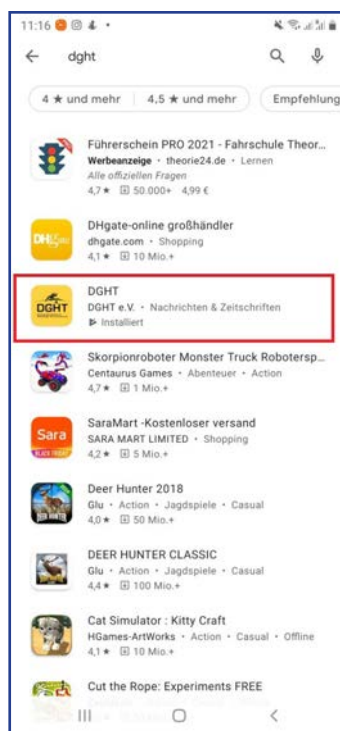 11:16
dght
4 ★ und mehr
4,5 ★ und mehr
Empfehlung
Führerschein PRO 2021 - Fahrschule Theor...
Werbeanzeige • theorie24.de • Lernen
Alle offiziellen Fragen
4,7 ★ 50.000+ 4,99 €
DHgate
DHgate-online großhändler
dhgate.com • Shopping
4,1 ★ 10 Mio.+
DGHT
DGHT
DGHT e.V. • Nachrichten & Zeitschriften
Installiert
Skorpionroboter Monster Truck Robotersp...
Centaurus Games • Abenteuer • Action
4,7 ★ 1 Mio.+
Sara
BLACK FRIDAY
SaraMart -Kostenloser versand
SARA MART LIMITED • Shopping
4,2 ★ 5 Mio.+
DEER HUNTER
Deer Hunter 2018
Glu • Action • Jagdspiele • Casual
4,0 ★ 50 Mio.+
DEER HUNTER CLASSIC
Glu • Action • Jagdspiele • Casual
4,4 ★ 100 Mio.+
Cat Simulator : Kitty Craft
HGames-ArtWorks • Action • Casual • Offline
4,1 ★ 10 Mio.+
Cut the Rope: Experiments FREE